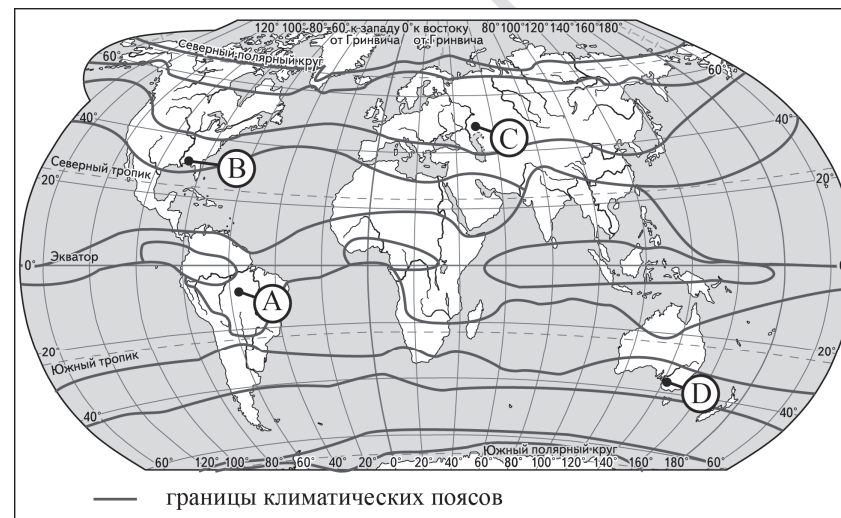 120° 100° 80° 60° к западу 0° к востоку 80° 100° 120° 140° 160° 180°
от Гринвича от Гринвича
Северный полярный круг
60° 60°
40° 40°
C
B
Северный тропик
20° 20°
Экватор
0° 0°
A
20° 20°
Южный тропик
D
40° 40°
Южный полярный круг
60° 120° 100° 80° 60° 40° 20° 0° 20° 40° 60° 80° 100° 120° 140° 160° 180° 60°
границы климатических поясов